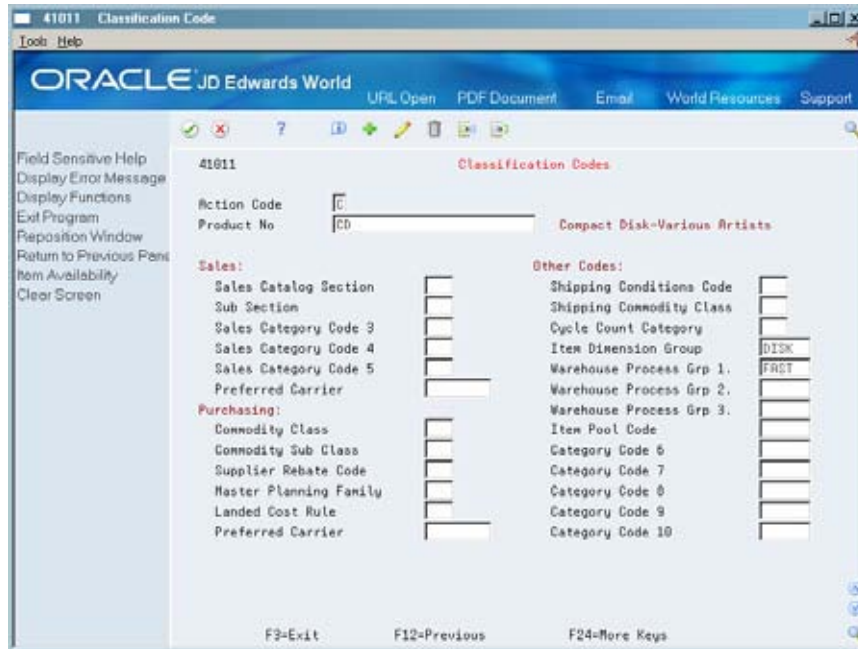 41011 Classification Code
Tools Help
ORACLE JD Edwards World
URL Open PDF Document Email World Resources Support
Field Sensitive Help
Display Error Message
Display Functions
Exit Program
Reposition Window
Return to Previous Pane
Item Availability
Clear Screen
41011 Classification Codes
Action Code C
Product No CD Compact Disk-Various Artists
Sales:
Sales Catalog Section
Sub Section
Sales Category Code 3
Sales Category Code 4
Sales Category Code 5
Preferred Carrier
Purchasing:
Commodity Class
Commodity Sub Class
Supplier Rebate Code
Master Planning Family
Landed Cost Rule
Preferred Carrier
Other Codes:
Shipping Conditions Code
Shipping Commodity Class
Cycle Count Category
Item Dimension Group DISK
Warehouse Process Grp 1. FAST
Warehouse Process Grp 2.
Warehouse Process Grp 3.
Item Pool Code
Category Code 6
Category Code 7
Category Code 8
Category Code 9
Category Code 10
F3=Exit F12=Previous F24=More Keys